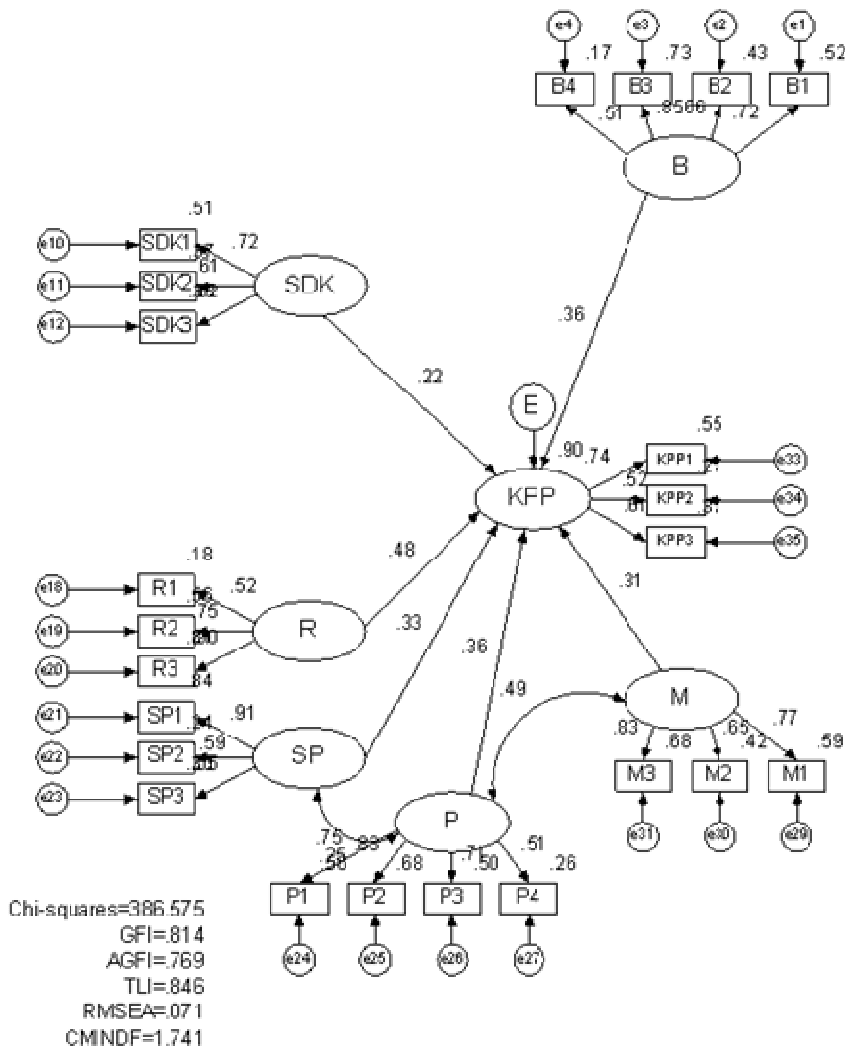 e4 e3 e2 e1
.17 .73 .43 .52
B4 B3 B2 B1
.72
B
.51
e10 SDK1 .72
.61
e11 SDK2 SDK
e12 SDK3
.36
.22
E
.90 .74 .55
KPP1 e33
KFP KPP2 e34
KPP3 e35
.18 .48 .31
e18 R1 .52
.75
e19 R2 R .33
e20 R3 .36
.84 .49
e21 SP1 .91 M
.59 .83 .68 .65 .42 .77 .59
e22 SP2 SP
e23 SP3 M3 M2 M1
P e31 e30 e29
.75 .51
.68 .50 .26
P1 P2 P3 P4
e24 e25 e26 e27
Chi-squares=386.575
GFI=.814
AGFI=.769
TLI=.846
RMSEA=.071
CMINDF=1.741